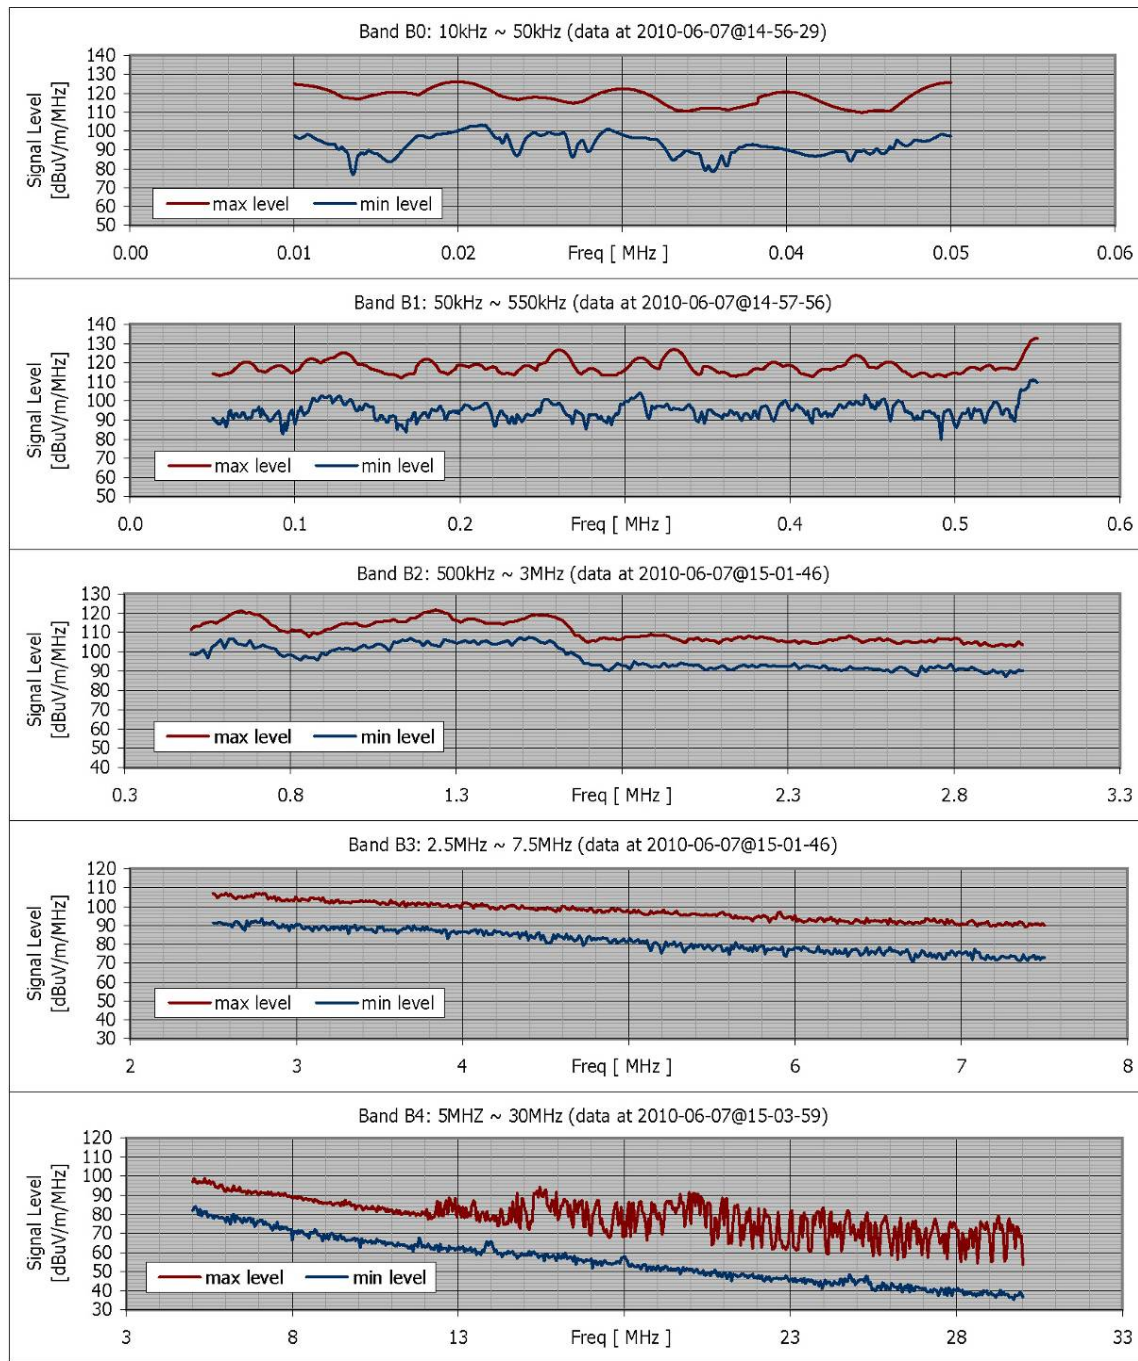 Band B0: 10kHz ~ 50kHz (data at 2010-06-07@14-56-29)
Signal Level
[dBuV/m/MHz]
140
130
120
110
100
90
80
70
60
50
max level min level
0.00 0.01 0.02 Freq [ MHz ] 0.04 0.05 0.06
Band B1: 50kHz ~ 550kHz (data at 2010-06-07@14-57-56)
Signal Level
[dBuV/m/MHz]
140
130
120
110
100
90
80
70
60
50
max level min level
0.0 0.1 0.2 Freq [ MHz ] 0.4 0.5 0.6
Band B2: 500kHz ~ 3MHz (data at 2010-06-07@15-01-46)
Signal Level
[dBuV/m/MHz]
130
120
110
100
90
80
70
60
50
40
max level min level
0.3 0.8 1.3 Freq [ MHz ] 2.3 2.8 3.3
Band B3: 2.5MHz ~ 7.5MHz (data at 2010-06-07@15-01-46)
Signal Level
[dBuV/m/MHz]
120
110
100
90
80
70
60
50
40
30
max level min level
2 3 4 Freq [ MHz ] 6 7 8
Band B4: 5MHZ ~ 30MHz (data at 2010-06-07@15-03-59)
Signal Level
[dBuV/m/MHz]
120
110
100
90
80
70
60
50
40
30
max level min level
3 8 13 Freq [ MHz ] 23 28 33